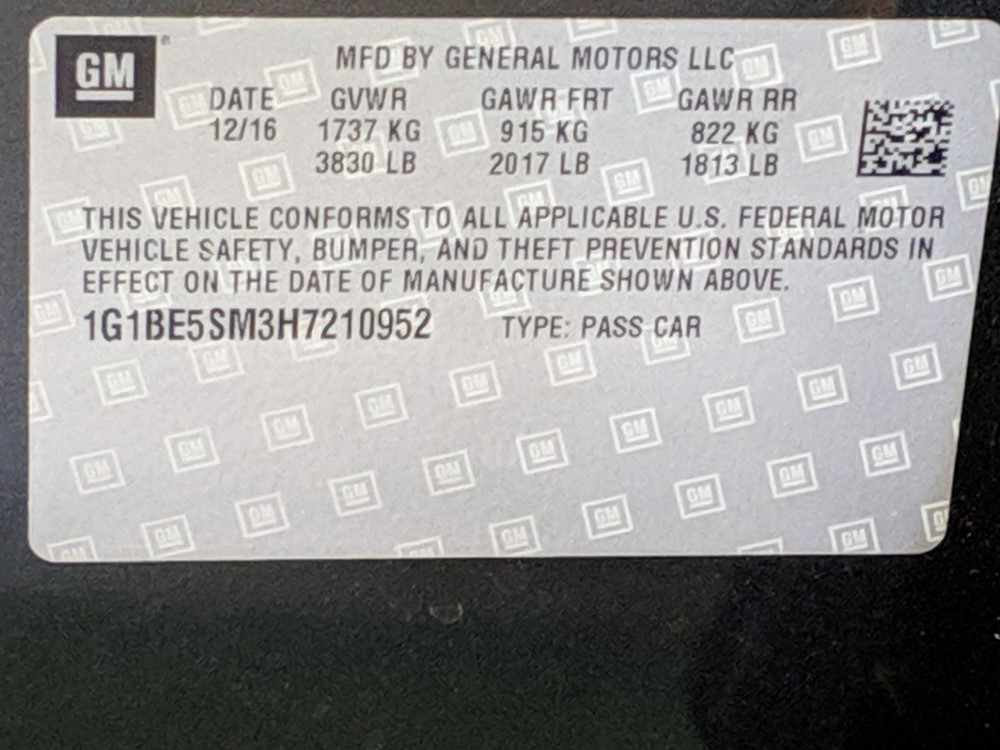 GM
MFD BY GENERAL MOTORS LLC
DATE GVWR GAWR FRT GAWR RR
12/16 1737 KG 915 KG 822 KG
3830 LB 2017 LB 1813 LB
THIS VEHICLE CONFORMS TO ALL APPLICABLE U.S. FEDERAL MOTOR
VEHICLE SAFETY, BUMPER, AND THEFT PREVENTION STANDARDS IN
EFFECT ON THE DATE OF MANUFACTURE SHOWN ABOVE.
1G1BE5SM3H7210952 TYPE: PASS CAR